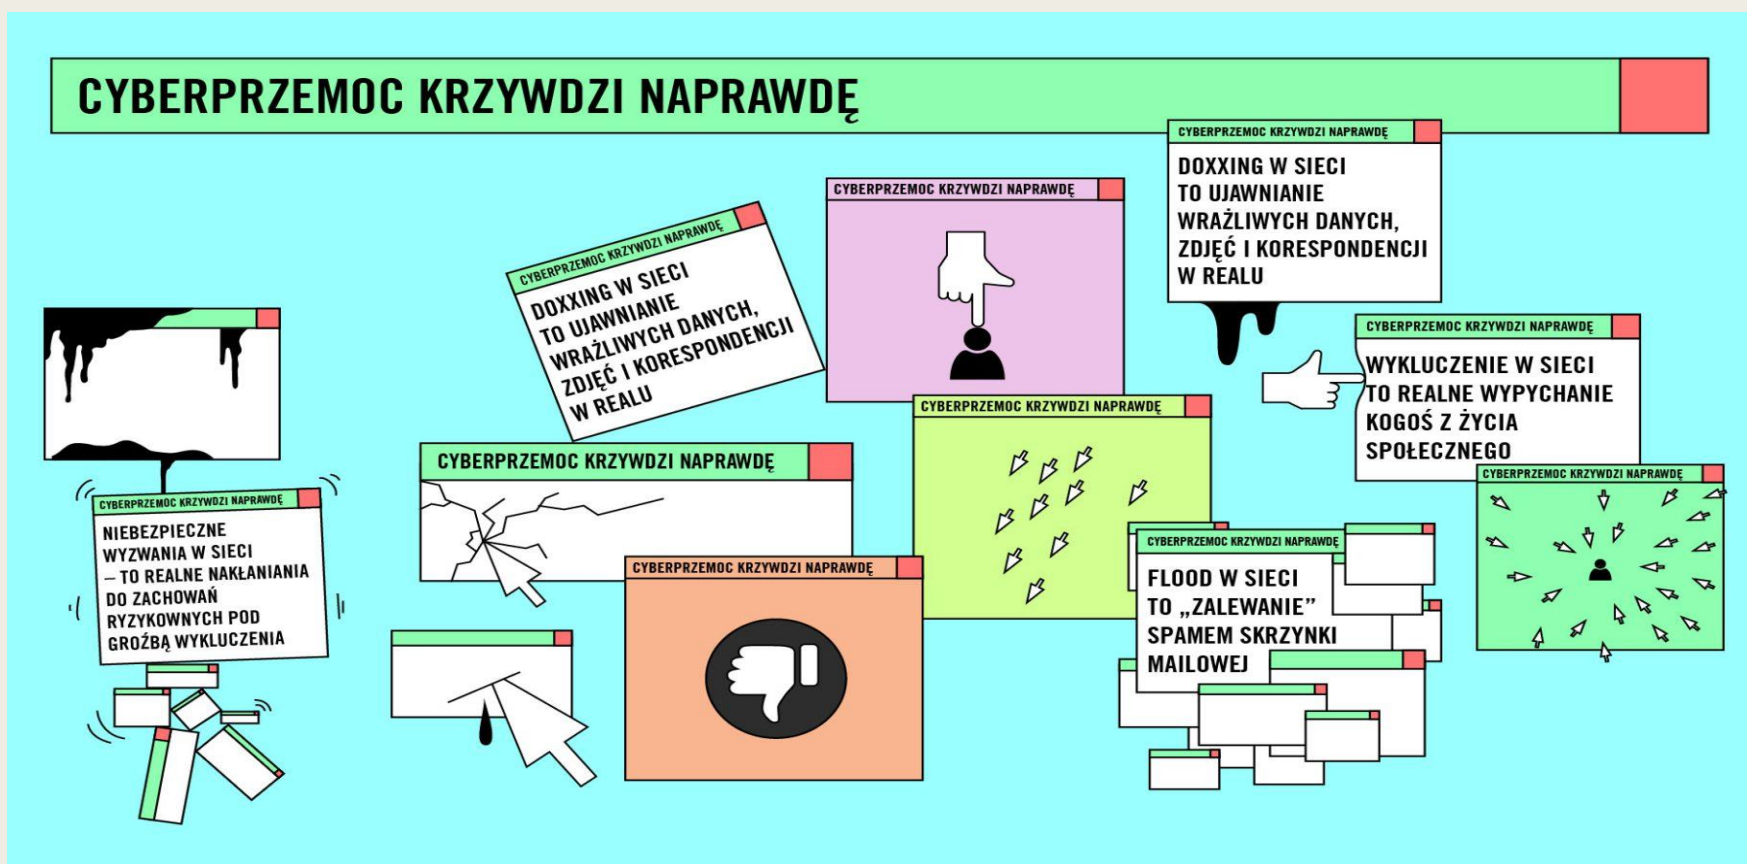 CYBERPRZEMOC KRZYWDZI NAPRAWDĘ
CYBERPRZEMOC KRZYWDZI NAPRAWDĘ
DOXXING W SIECI
TO UJAWNIANIE
WRAŻLIWYCH DANYCH,
ZDJĘĆ I KORESPONDENCJI
W REALU
CYBERPRZEMOC KRZYWDZI NAPRAWDĘ
CYBERPRZEMOC KRZYWDZI NAPRAWDĘ
DOXXING W SIECI
TO UJAWNIANIE
WRAŻLIWYCH DANYCH,
ZDJĘĆ I KORESPONDENCJI
W REALU
CYBERPRZEMOC KRZYWDZI NAPRAWDĘ
WYKLUCZENIE W SIECI
TO REALNE WYPYCHANIE
KOGOŚ Z ŻYCIA
SPOŁECZNEGO
CYBERPRZEMOC KRZYWDZI NAPRAWDĘ
CYBERPRZEMOC KRZYWDZI NAPRAWDĘ
CYBERPRZEMOC KRZYWDZI NAPRAWDĘ
CYBERPRZEMOC KRZYWDZI NAPRAWDĘ
NIEBEZPIECZNE
WYZWANIA W SIECI
– TO REALNE NAKŁANIANIA
DO ZACHOWAŃ
RYZYKOWNYCH POD
GROŹBĄ WYKLUCZENIA
CYBERPRZEMOC KRZYWDZI NAPRAWDĘ
CYBERPRZEMOC KRZYWDZI NAPRAWDĘ
FLOOD W SIECI
TO „ZALEWANIE”
SPAMEM SKRZYNKI
MAILOWEJ